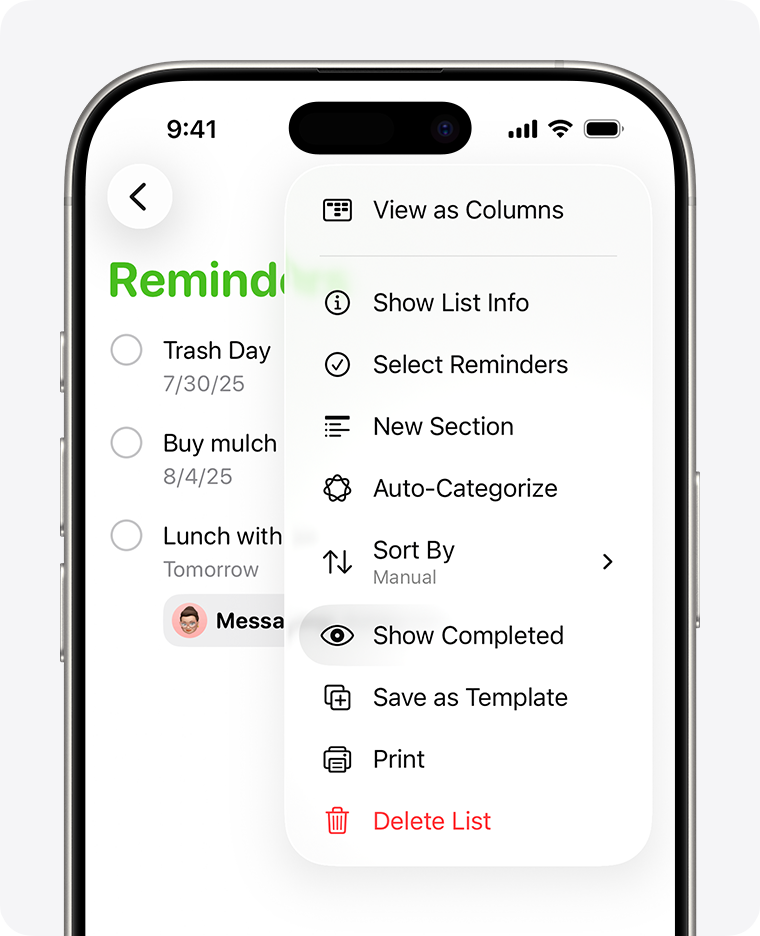 9:41
View as Columns
Remind
Show List Info
Trash Day
7/30/25
Select Reminders
New Section
Buy mulch
8/4/25
Auto-Categorize
Lunch with
Tomorrow
Sort By
Manual
Messa
Show Completed
Save as Template
Print
Delete List